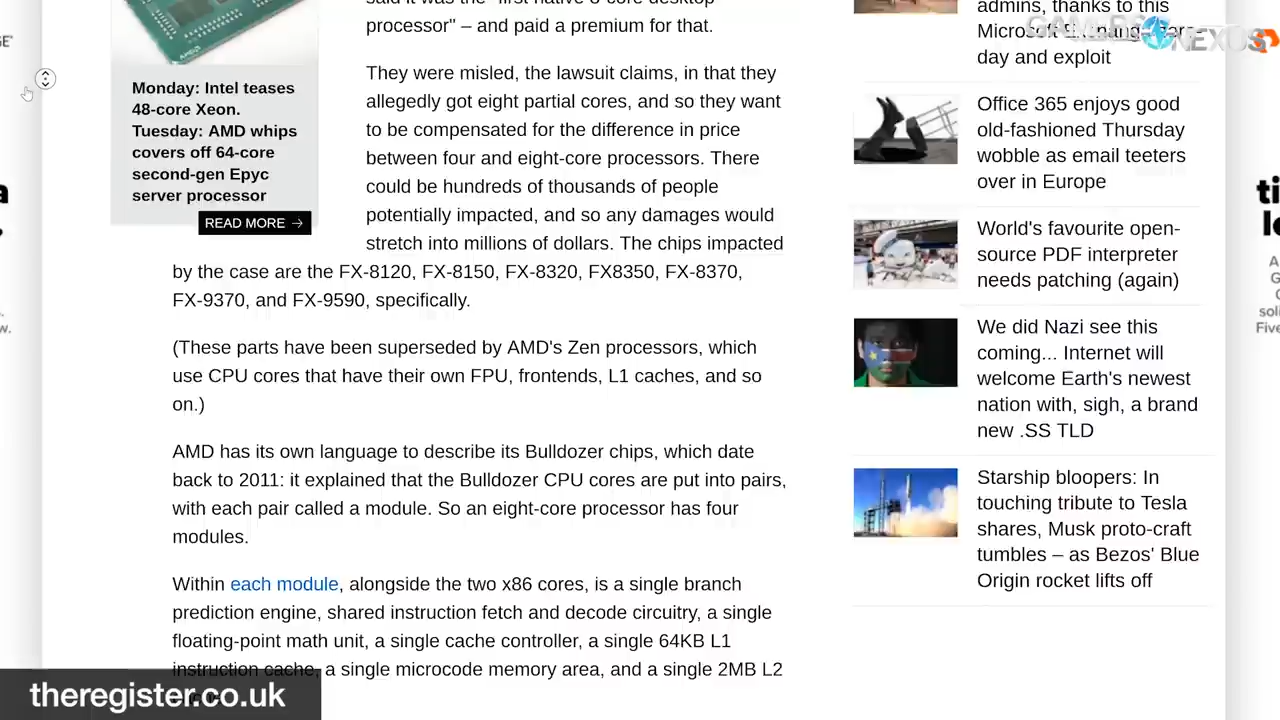 said it was the "first native 8-core desktop
processor" – and paid a premium for that.
Monday: Intel teases
48-core Xeon.
Tuesday: AMD whips
covers off 64-core
second-gen Epyc
server processor
READ MORE →
They were misled, the lawsuit claims, in that they
allegedly got eight partial cores, and so they want
to be compensated for the difference in price
between four and eight-core processors. There
could be hundreds of thousands of people
potentially impacted, and so any damages would
stretch into millions of dollars. The chips impacted
by the case are the FX-8120, FX-8150, FX-8320, FX8350, FX-8370,
FX-9370, and FX-9590, specifically.
(These parts have been superseded by AMD's Zen processors, which
use CPU cores that have their own FPU, frontends, L1 caches, and so
on.)
AMD has its own language to describe its Bulldozer chips, which date
back to 2011: it explained that the Bulldozer CPU cores are put into pairs,
with each pair called a module. So an eight-core processor has four
modules.
Within each module, alongside the two x86 cores, is a single branch
prediction engine, shared instruction fetch and decode circuitry, a single
floating-point math unit, a single cache controller, a single 64KB L1
instruction cache, a single microcode memory area, and a single 2MB L2
admins, thanks to this
day and exploit
GAMERS NEXUS
Office 365 enjoys good
old-fashioned Thursday
wobble as email teeters
over in Europe
World's favourite open-
source PDF interpreter
needs patching (again)
We did Nazi see this
coming... Internet will
welcome Earth's newest
nation with, sigh, a brand
new .SS TLD
Starship bloopers: In
touching tribute to Tesla
shares, Musk proto-craft
tumbles – as Bezos' Blue
Origin rocket lifts off
theregister.co.uk